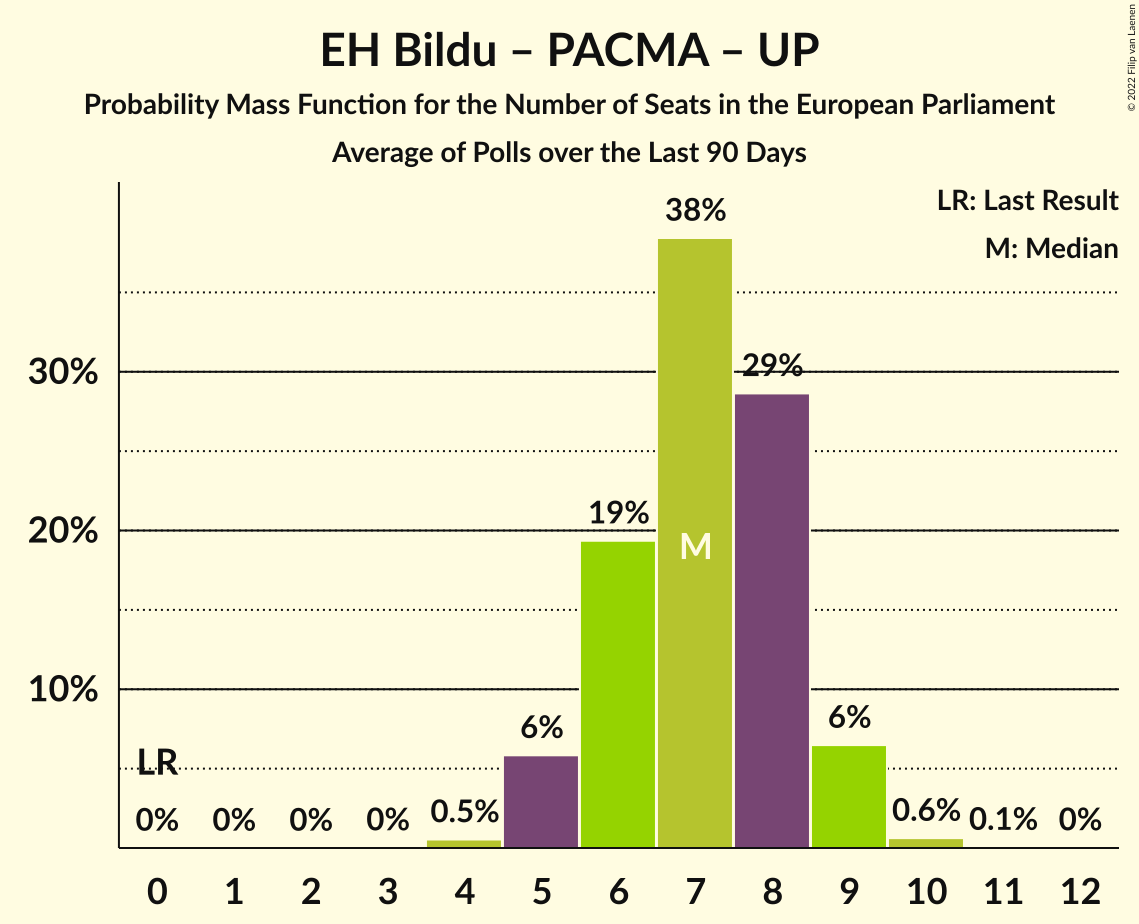 EH Bildu – PACMA – UP
Probability Mass Function for the Number of Seats in the European Parliament
Average of Polls over the Last 90 Days
© 2022 Filip van Laenen
LR: Last Result
M: Median
38%
30%
29%
20%
19%
M
10%
6%
6%
LR
0%
0%
0%
0%
0.5%
0.6%
0.1%
0%
0 1 2 3 4 5 6 7 8 9 10 11 12